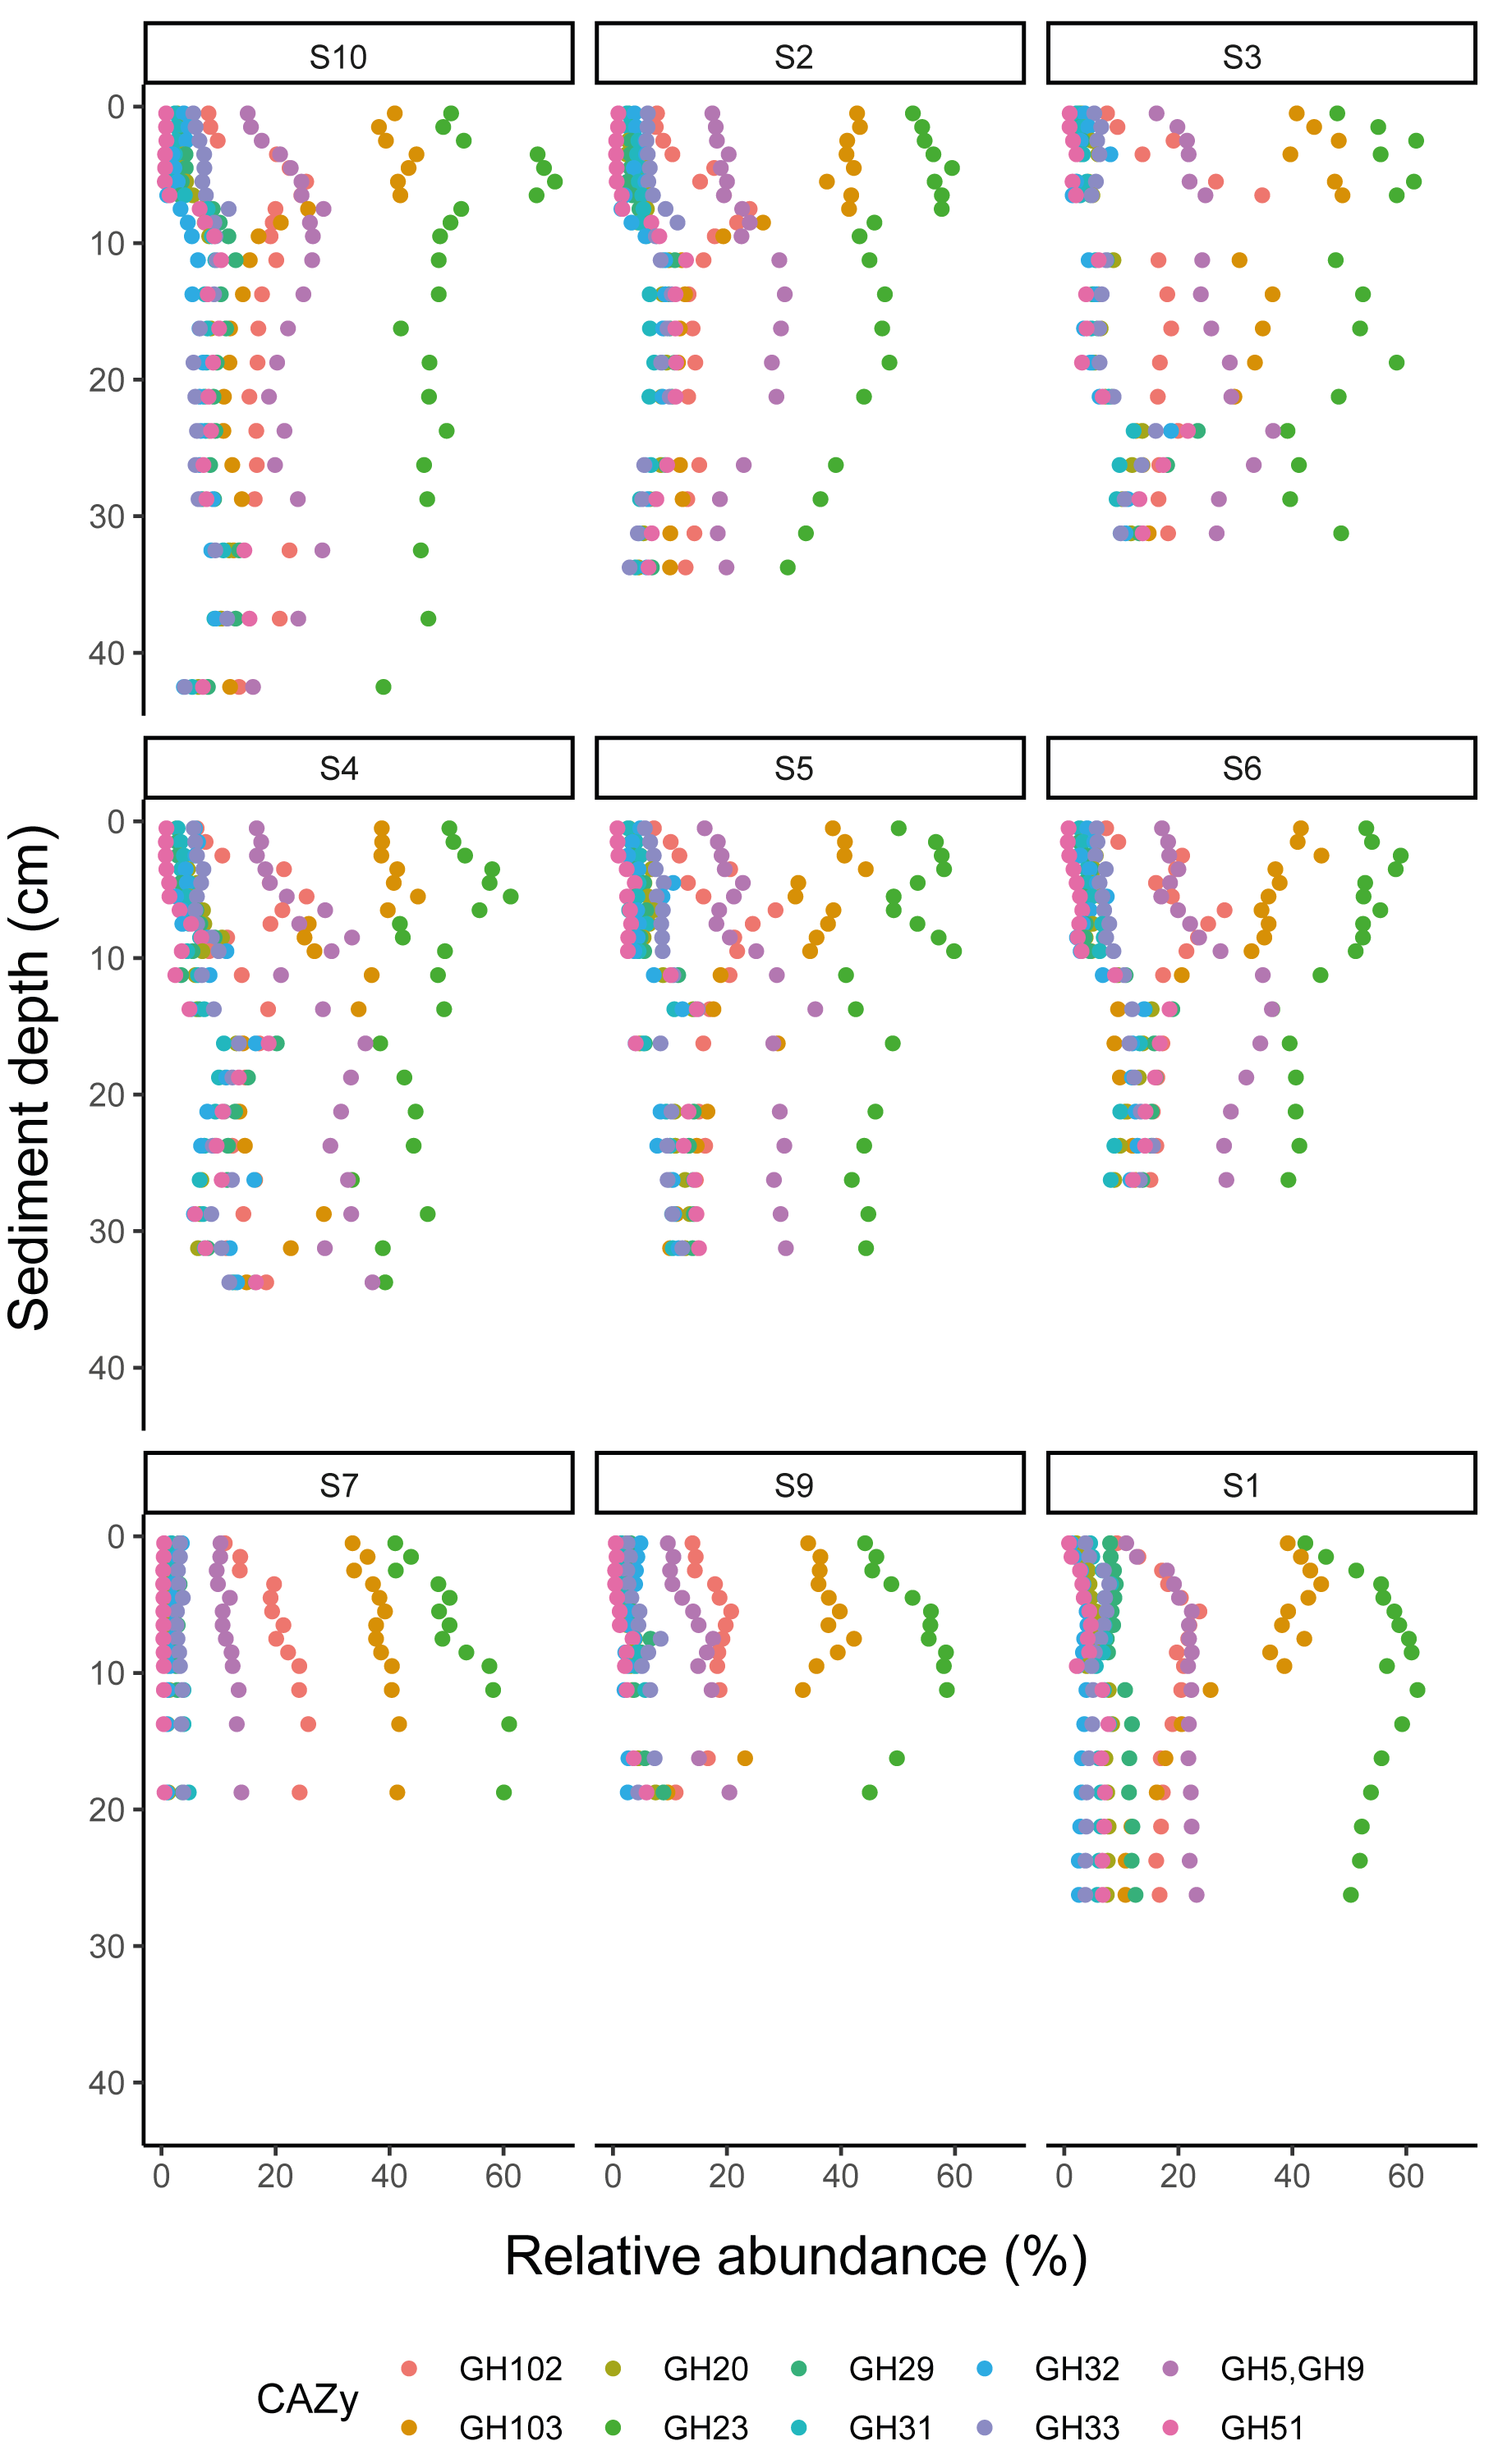 S10 S2 S3
0
10
20
30
40
S4 S5 S6
0
10
20
30
40
Sediment depth (cm)
S7 S9 S1
0
10
20
30
40
0 20 40 60 0 20 40 60 0 20 40 60
Relative abundance (%)
CAZy
GH102 GH20 GH29 GH32 GH5,GH9
GH103 GH23 GH31 GH33 GH51